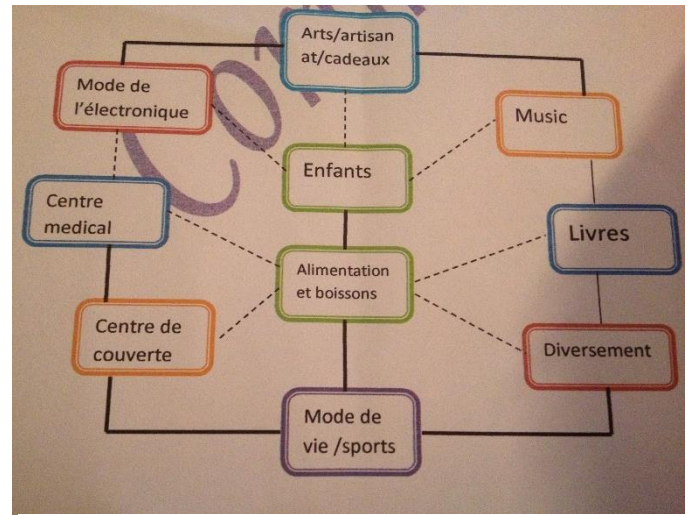 Arts/artisan
at/cadeaux
Mode de
l'électronique
Music
Enfants
Centre
medical
Livres
Alimentation
et boissons
Centre de
couverte
Diversement
Mode de
vie /sports